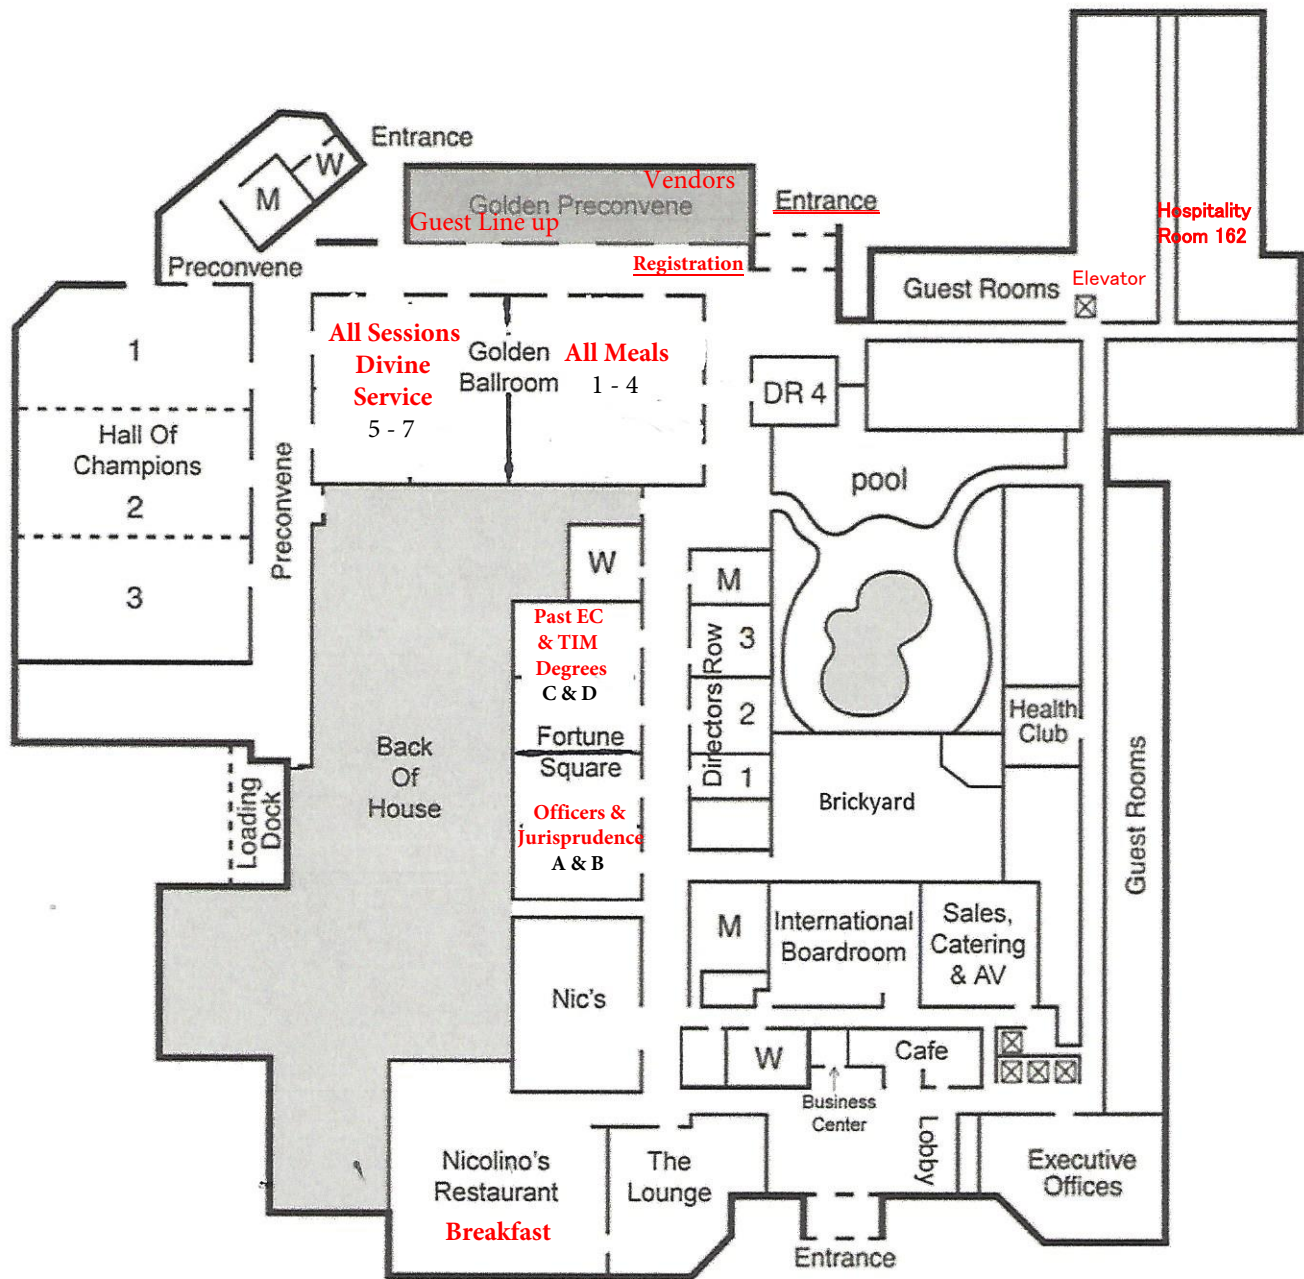 Entrance
W
M
Vendors
Golden Preconvene
Guest Line up
Entrance
Hospitality
Room 162
Registration
Preconvene
Elevator
Guest Rooms
1
All Sessions
Divine
Service
5 - 7
Golden
Ballroom
All Meals
1 - 4
DR 4
Hall Of
Champions
2
3
Preconvene
pool
W
M
Past EC
& TIM
Degrees
C & D
Fortune
Square
Officers &
Jurisprudence
A & B
Directors Row
3
2
1
Health
Club
Brickyard
Guest Rooms
Back
Of
House
Loading
Dock
Nic's
M
International
Boardroom
Sales,
Catering
& AV
W
Cafe
Business
Center
Lobby
Nicolino's
Restaurant
Breakfast
The
Lounge
Executive
Offices
Entrance